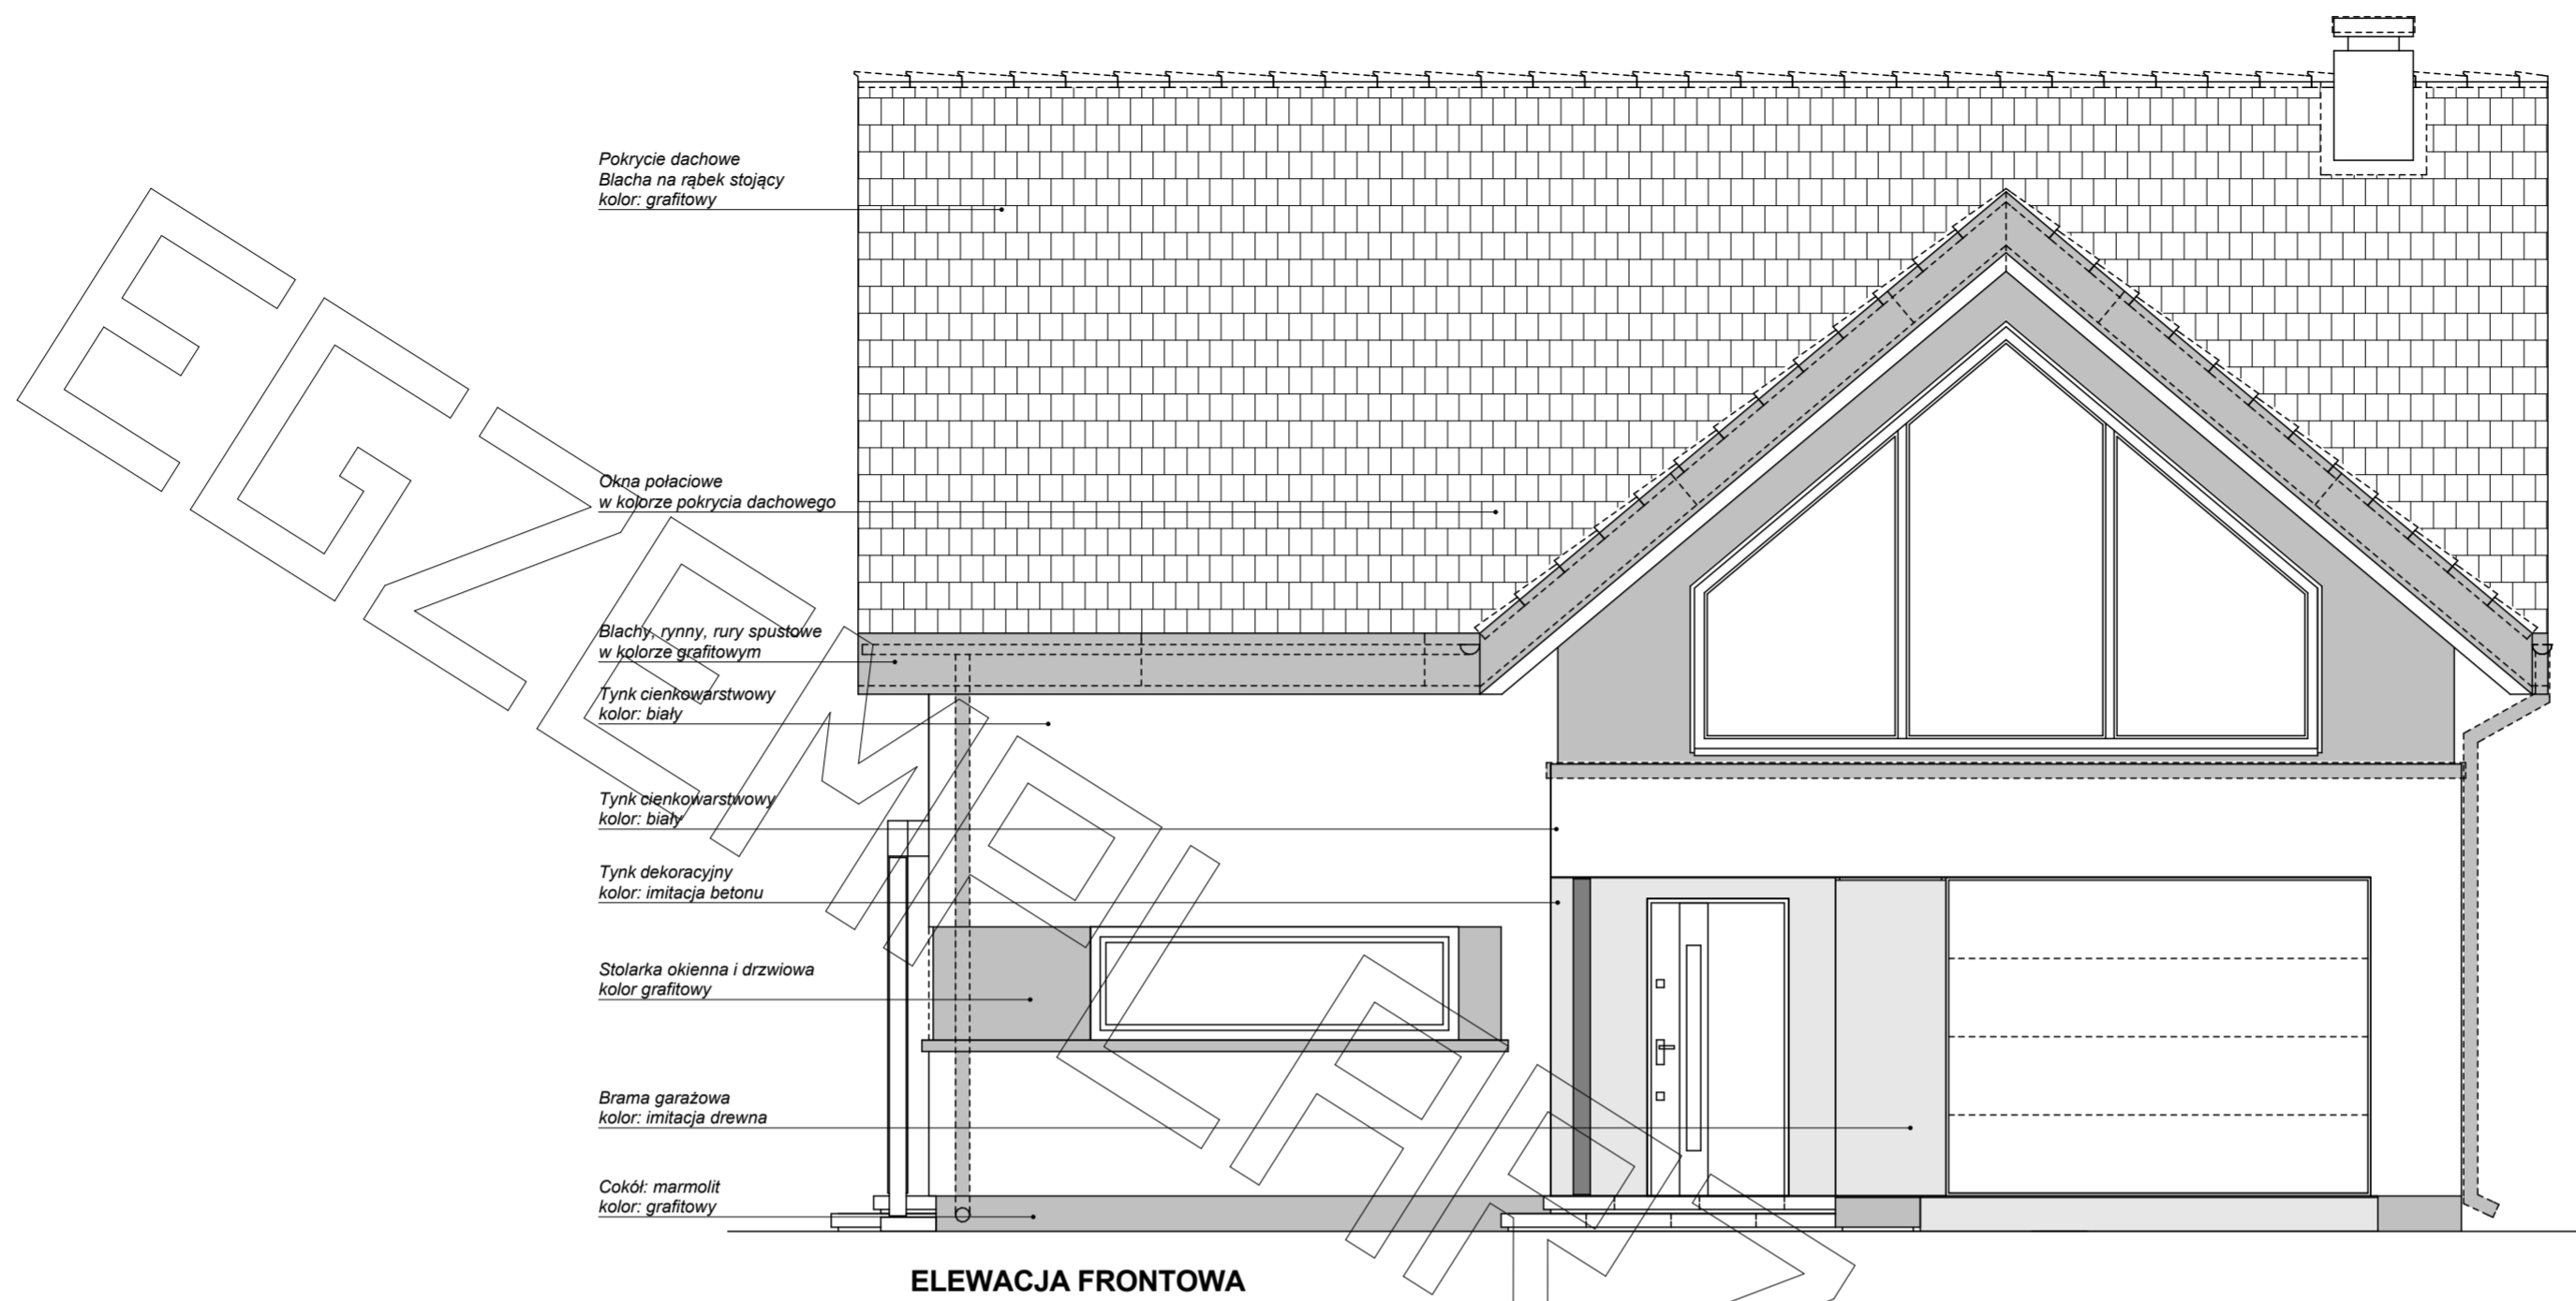 Pokrycie dachowe
Blacha na rąbek stojący
kolor: grafitowy
Okna połaciowe
w kolorze pokrycia dachowego
Blachy, rynny, rury spustowe
w kolorze grafitowym
Tynk cienkowarstwowy
kolor: biały
Tynk cienkowarstwowy
kolor: biały
Tynk dekoracyjny
kolor: imitacja betonu
Stolarka okienna i drzwiowa
kolor grafitowy
Brama garażowa
kolor: imitacja drewna
Cokół: marmolit
kolor: grafitowy
ELEWACJA FRONTOWA